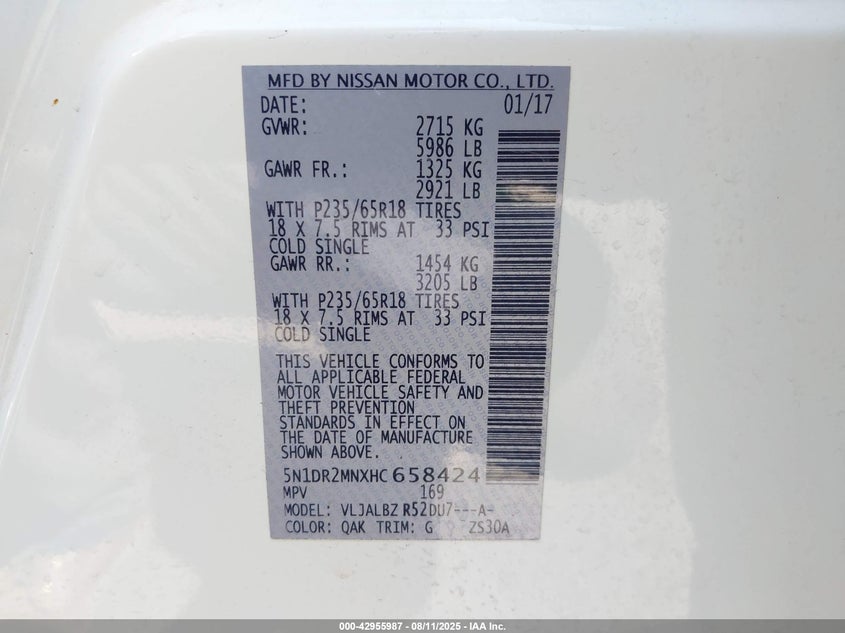 MFD BY NISSAN MOTOR CO., LTD.
DATE: 01/17
GVWR: 2715 KG
5986 LB
GAWR FR.: 1325 KG
2921 LB
WITH P235/65R18 TIRES
18 X 7.5 RIMS AT 33 PSI
COLD SINGLE
GAWR RR.: 1454 KG
3205 LB
WITH P235/65R18 TIRES
18 X 7.5 RIMS AT 33 PSI
COLD SINGLE
THIS VEHICLE CONFORMS TO
ALL APPLICABLE FEDERAL
MOTOR VEHICLE SAFETY AND
THEFT PREVENTION
STANDARDS IN EFFECT ON
THE DATE OF MANUFACTURE
SHOWN ABOVE.
5N1DR2MNXHC658424
MPV 169
MODEL: VLJALBZ R52DU7---A-
COLOR: QAK TRIM: G ZS30A
000-42955987 - 08/11/2025 - IAA Inc.